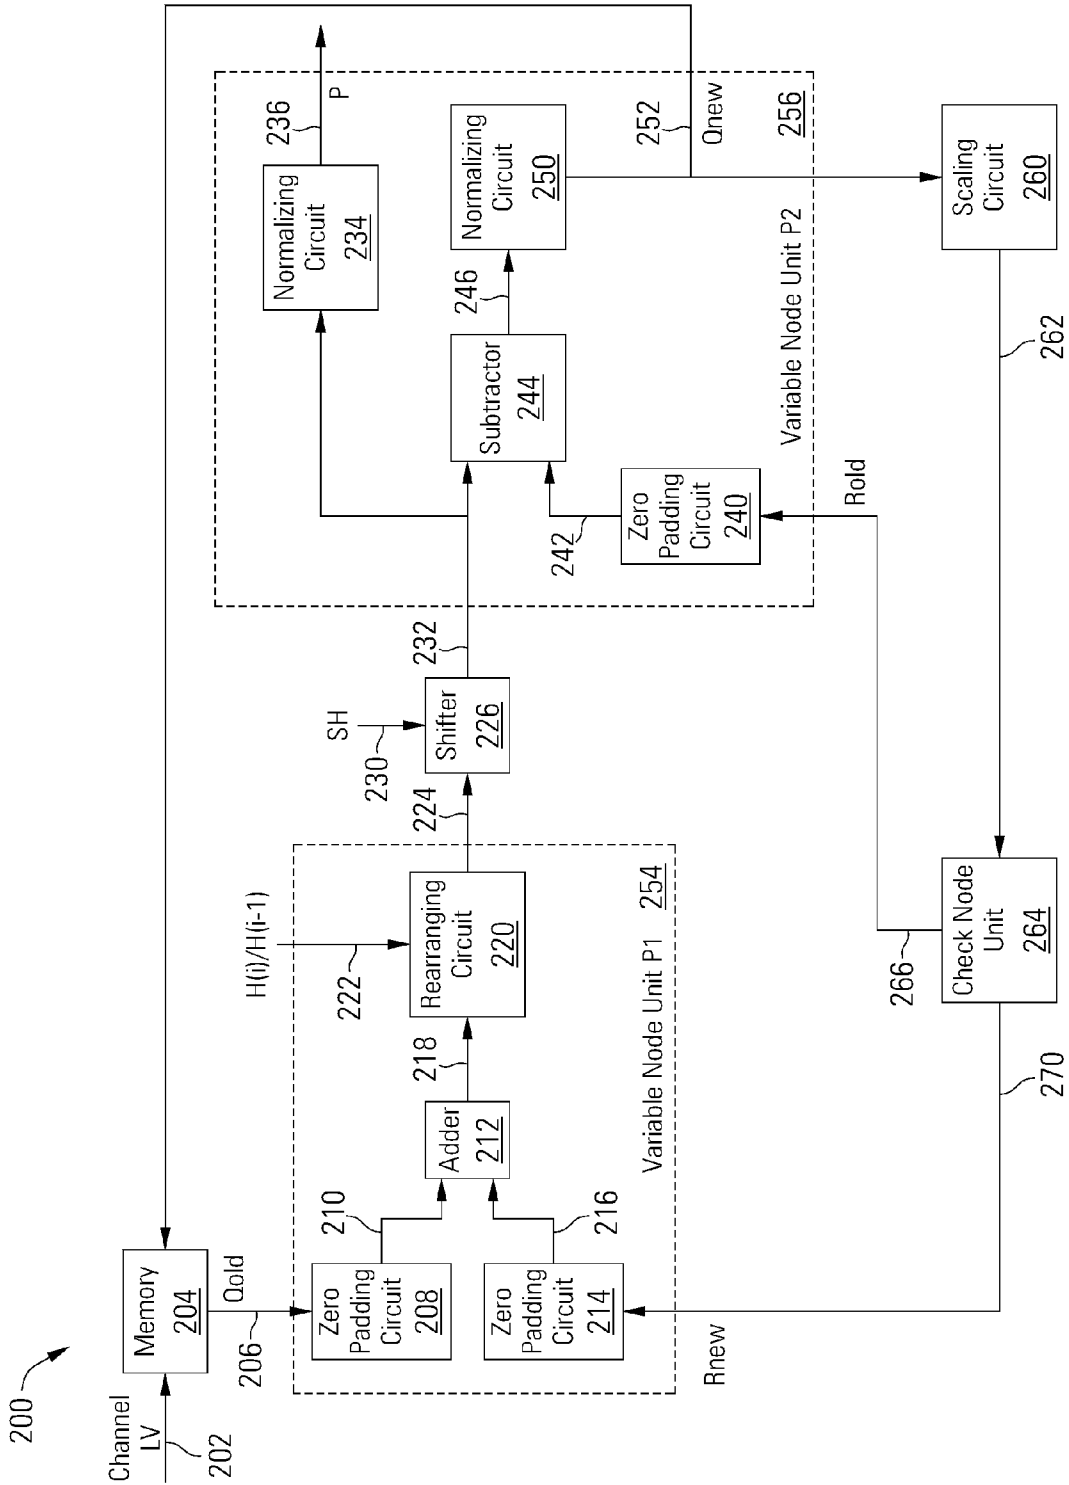 200
Channel
LV
202
Memory
204
Qold
206
Zero
Padding
Circuit
208
210
Zero
Padding
Circuit
214
216
Adder
212
218
H(i)/H(i-1)
222
Rearranging
Circuit
220
Variable Node Unit P1
254
224
SH
230
Shifter
226
232
Normalizing
Circuit
234
236
P
Subtractor
244
246
Normalizing
Circuit
250
252
Qnew
256
Variable Node Unit P2
Zero
Padding
Circuit
240
242
Rold
Scaling
Circuit
260
262
Check Node
Unit
264
266
270
Rnew